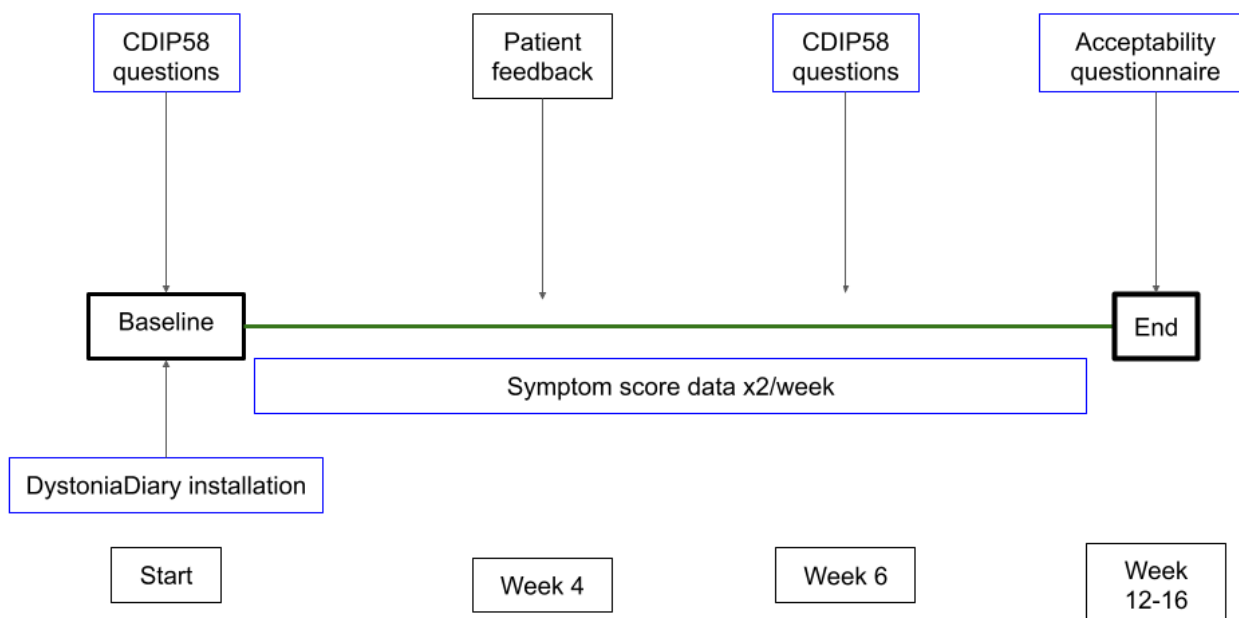 CDIP58
questions
Patient
feedback
CDIP58
questions
Acceptability
questionnaire
Baseline
End
Symptom score data x2/week
DystoniaDiary installation
Start
Week 4
Week 6
Week
12-16